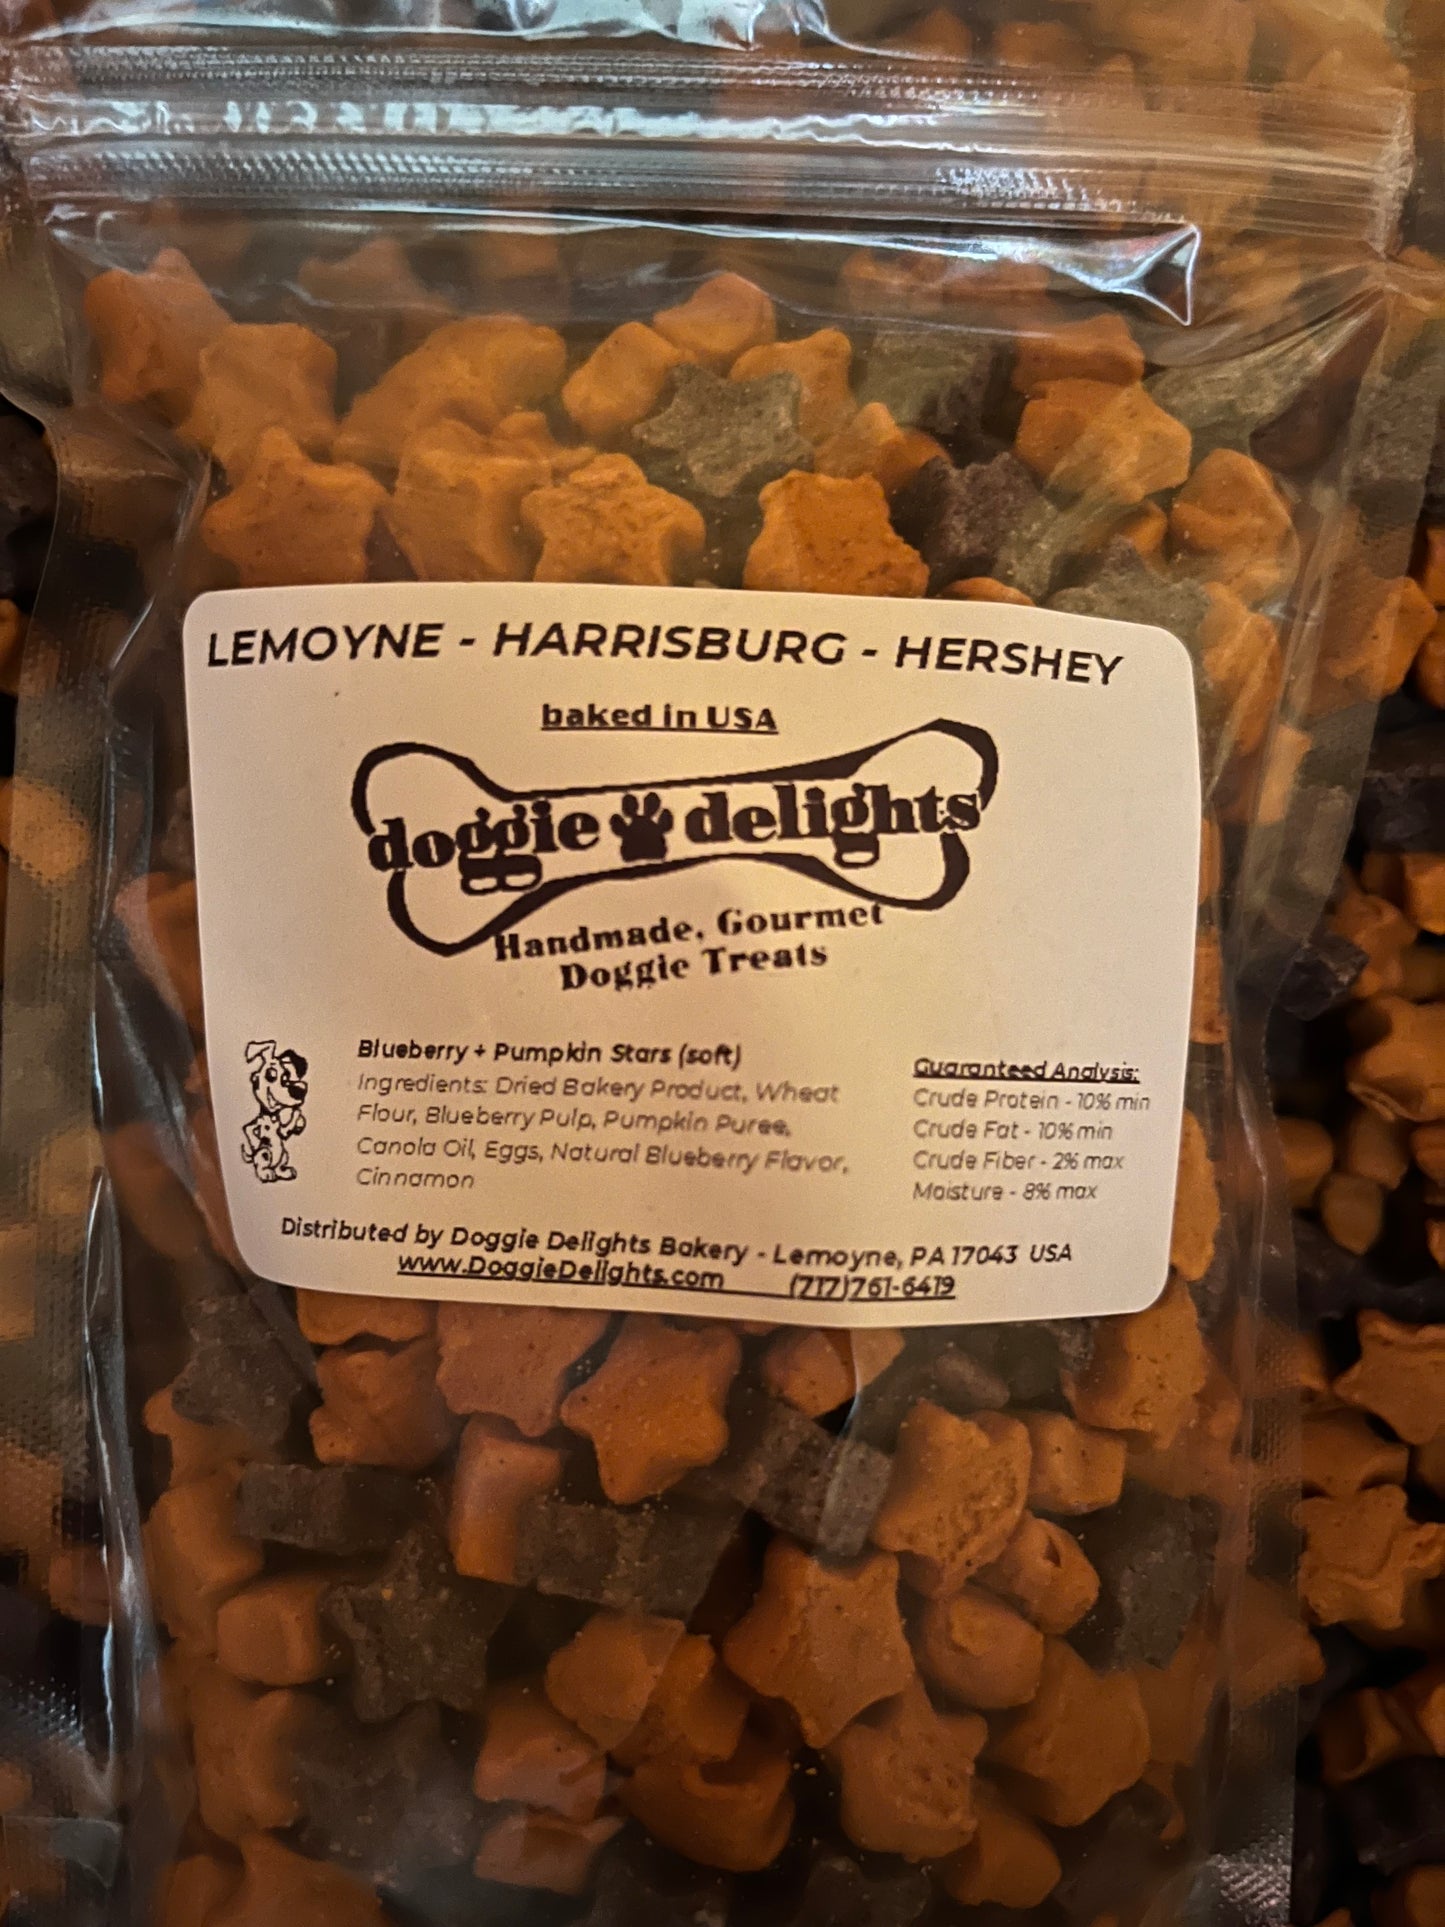 LEMOYNE - HARRISBURG - HERSHEY
baked in USA
doggie delights
Handmade, Gourmet
Doggie Treats
Blueberry + Pumpkin Stars (soft)
Ingredients: Dried Bakery Product, Wheat
Flour, Blueberry Pulp, Pumpkin Puree,
Canola Oil, Eggs, Natural Blueberry Flavor,
Cinnamon
Guaranteed Analysis:
Crude Protein - 10% min
Crude Fat - 10% min
Crude Fiber - 2% max
Moisture - 8% max
Distributed by Doggie Delights Bakery - Lemoyne, PA 17043 USA
www.DoggieDelights.com (717)761-6419